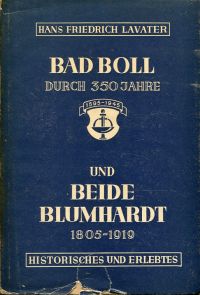 HANS FRIEDRICH LAVATER
BAD BOLL
DURCH 350 JAHRE
1595-1945
UND
BEIDE
BLUMHARDT
1805-1919
HISTORISCHES UND ERLEBTES